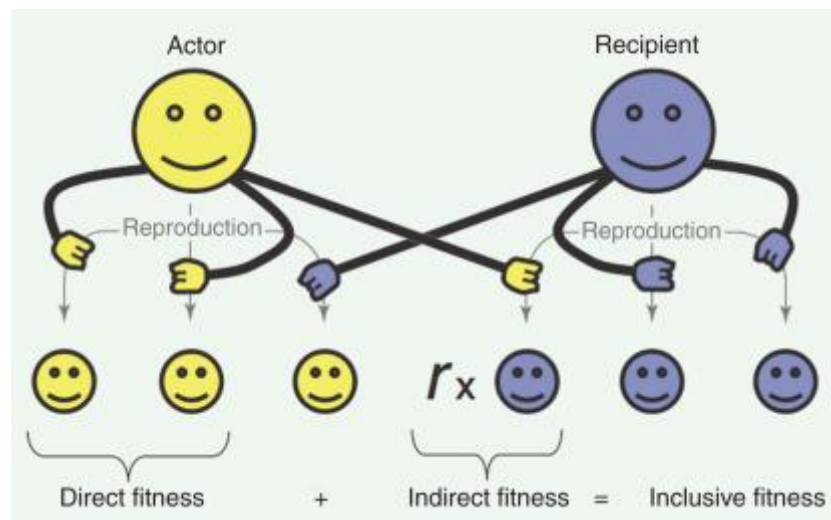 Actor Recipient
Reproduction Reproduction
r x
Direct fitness + Indirect fitness = Inclusive fitness